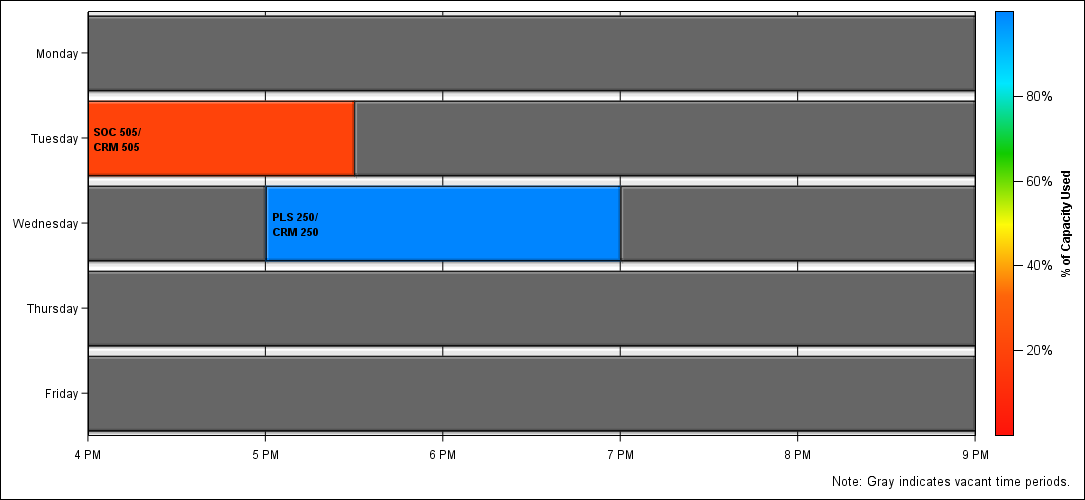 Monday
Tuesday
Wednesday
Thursday
Friday
SOC 505/
CRM 505
PLS 250/
CRM 250
4 PM
5 PM
6 PM
7 PM
8 PM
9 PM
80%
60%
40%
20%
% of Capacity Used
Note: Gray indicates vacant time periods.